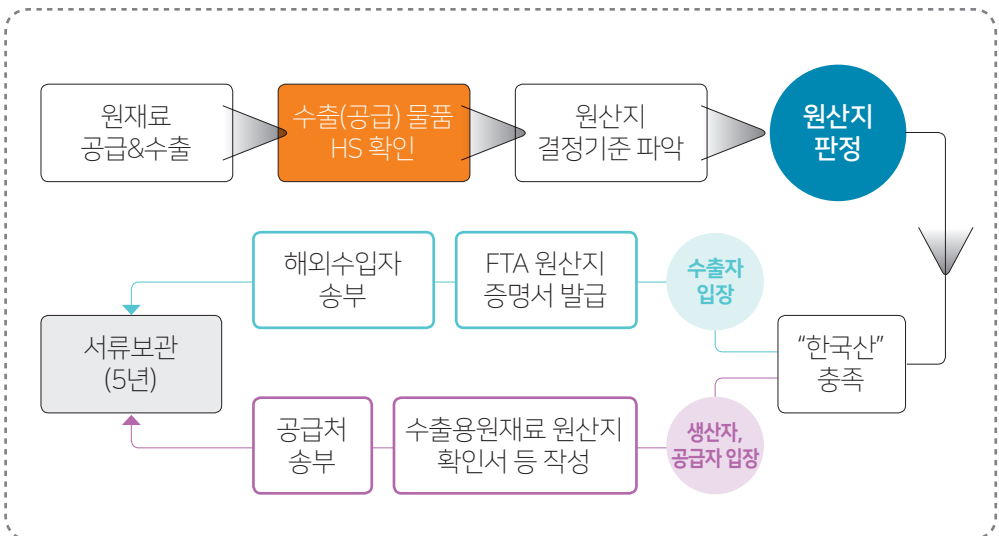 원재료
공급&수출
수출(공급) 물품
HS 확인
원산지
결정기준 파악
원산지
판정
해외수입자
송부
FTA 원산지
증명서 발급
수출자
입장
서류보관
(5년)
“한국산”
충족
공급처
송부
수출용원재료 원산지
확인서 등 작성
생산자,
공급자 입장